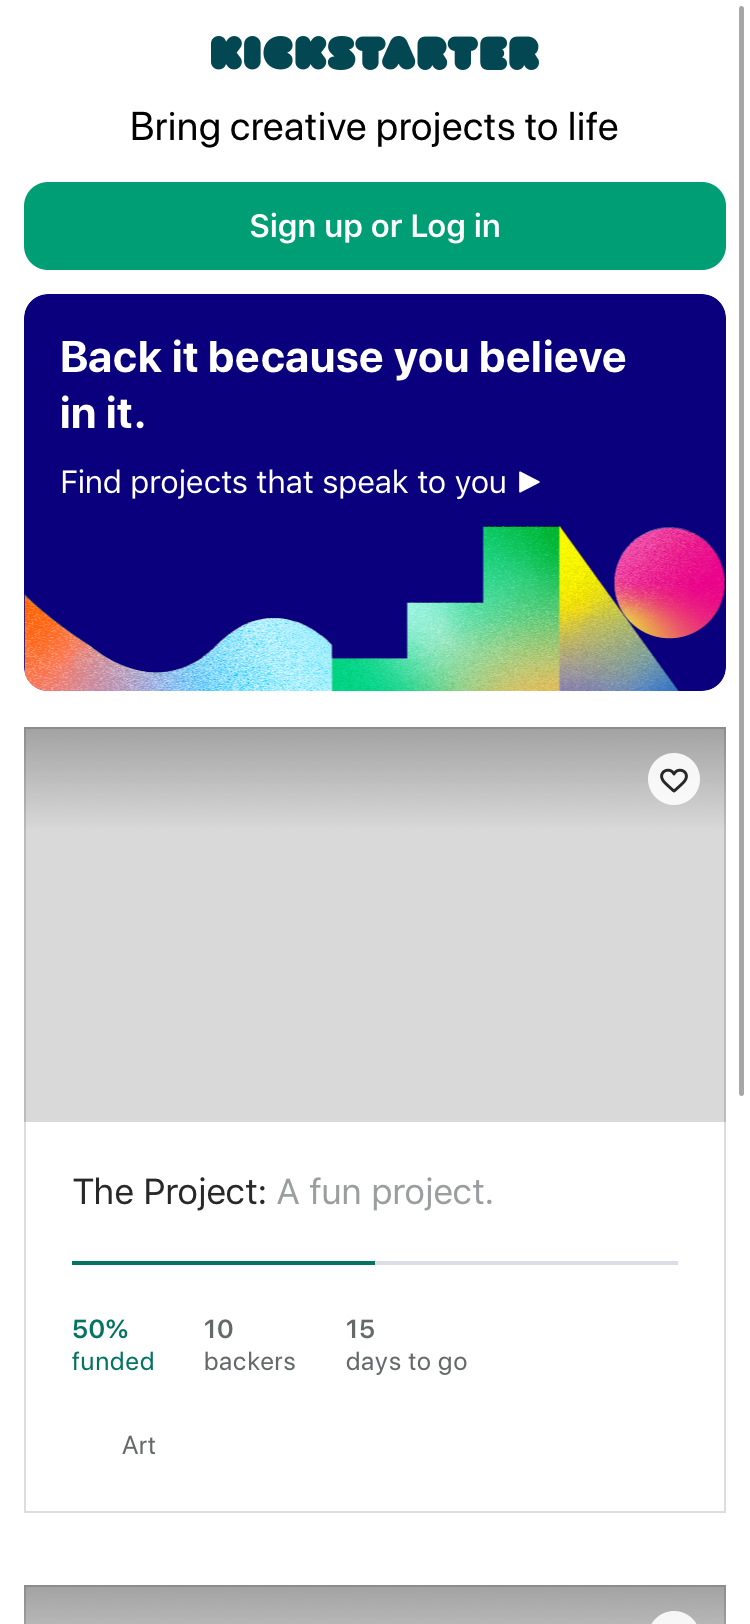 KICKSTARTER
Bring creative projects to life
Sign up or Log in
Back it because you believe
in it.
Find projects that speak to you ▶
The Project: A fun project.
50%
funded
10
backers
15
days to go
Art